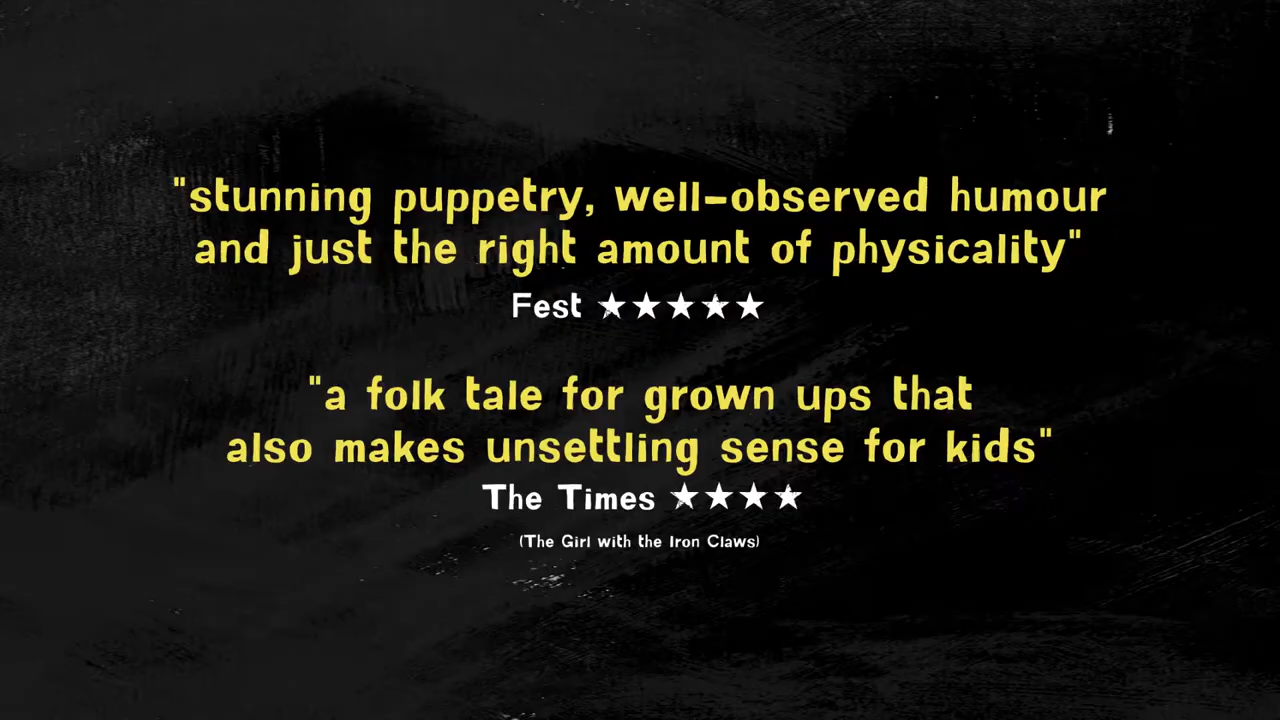 "stunning puppetry, well-observed humour
and just the right amount of physicality"
Fest ★★★★★
"a folk tale for grown ups that
also makes unsettling sense for kids"
The Times ★★★★
(The Girl with the Iron Claws)